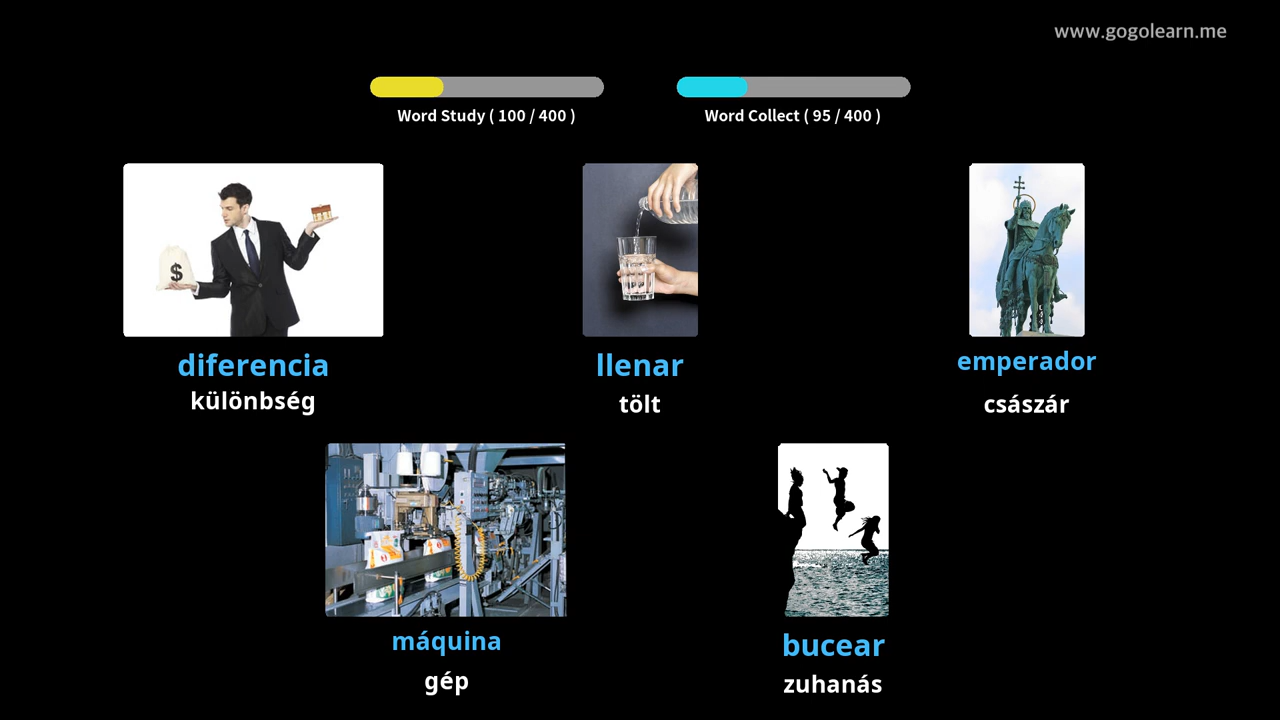 www.gogolearn.me
Word Study ( 100 / 400 )
Word Collect ( 95 / 400 )
$
diferencia
különbség
llenar
tölt
emperador
császár
máquina
gép
bucear
zuhanás